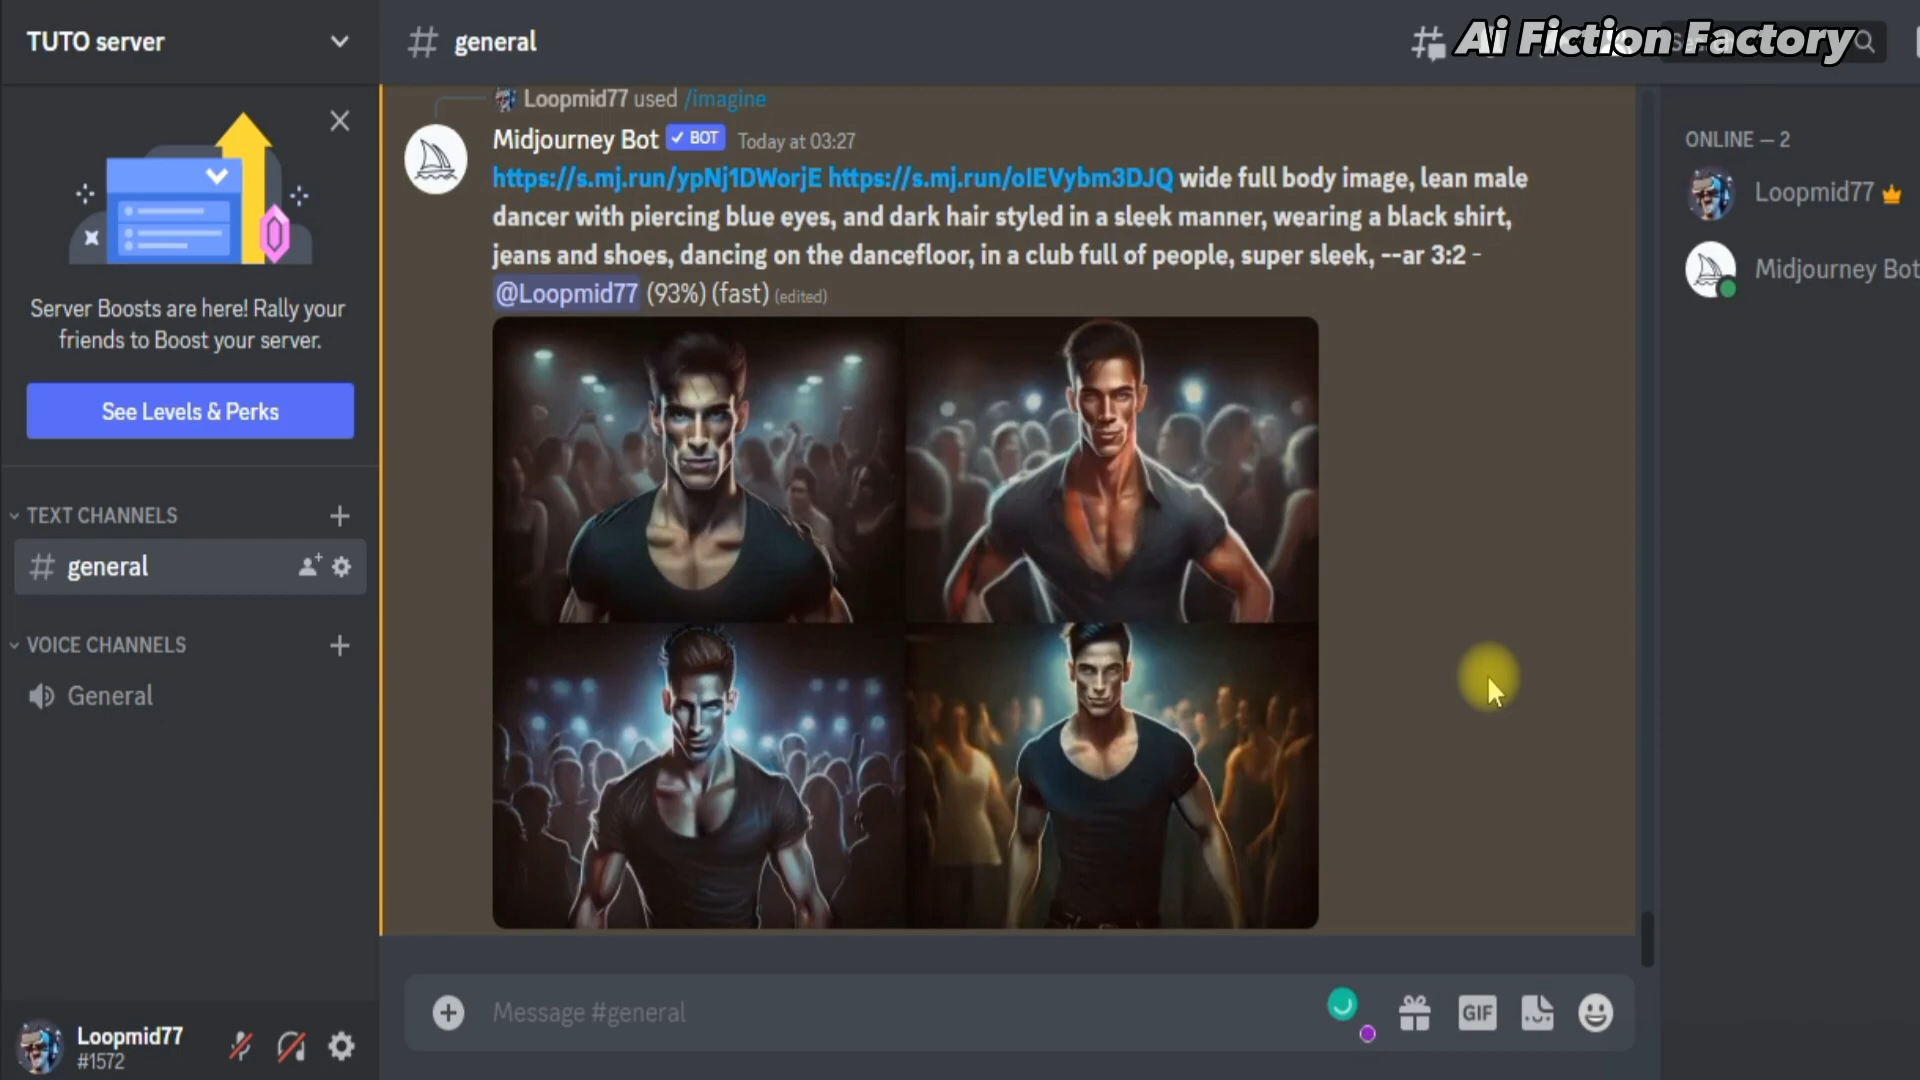 TUTO server
general
Ai Fiction Factory
Loopmid77 used /imagine
Midjourney Bot ✓ BOT Today at 03:27
https://s.mj.run/ypNj1DWorjE https://s.mj.run/oIEVybm3DJQ wide full body image, lean male
dancer with piercing blue eyes, and dark hair styled in a sleek manner, wearing a black shirt,
jeans and shoes, dancing on the dancefloor, in a club full of people, super sleek, --ar 3:2 -
@Loopmid77 (93%) (fast) (edited)
Server Boosts are here! Rally your
friends to Boost your server.
See Levels & Perks
TEXT CHANNELS
general
VOICE CHANNELS
General
Loopmid77
#1572
Message #general
GIF
ONLINE — 2
Loopmid77
Midjourney Bot